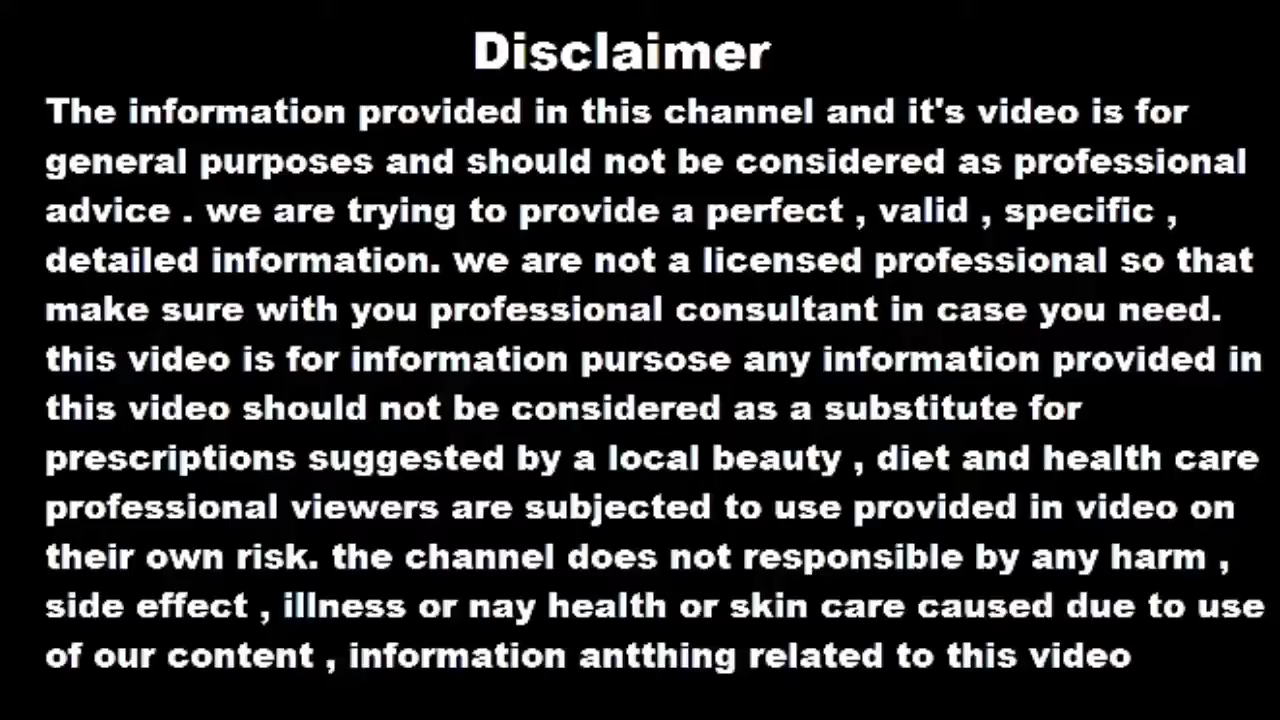 Disclaimer
The information provided in this channel and it's video is for
general purposes and should not be considered as professional
advice . we are trying to provide a perfect , valid , specific ,
detailed information. we are not a licensed professional so that
make sure with you professional consultant in case you need.
this video is for information pursose any information provided in
this video should not be considered as a substitute for
prescriptions suggested by a local beauty , diet and health care
professional viewers are subjected to use provided in video on
their own risk. the channel does not responsible by any harm ,
side effect , illness or nay health or skin care caused due to use
of our content , information antthing related to this video